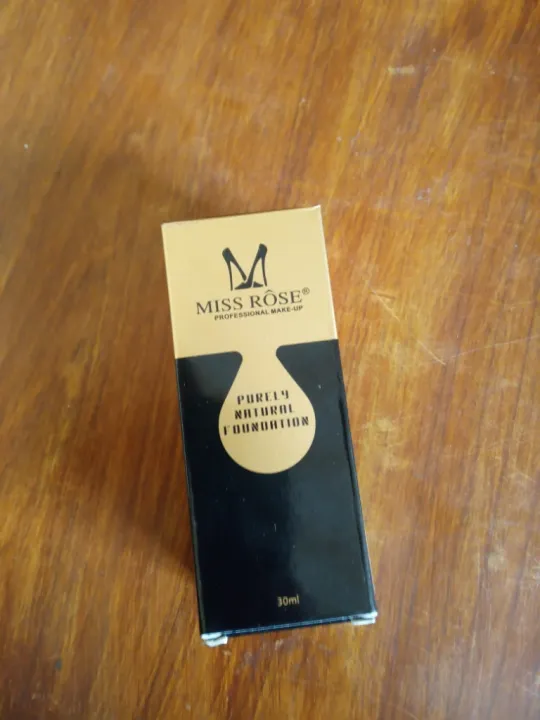 MISS RÔSE®
PROFESSIONAL MAKE-UP
PURELY
NATURAL
FOUNDATION
30ml